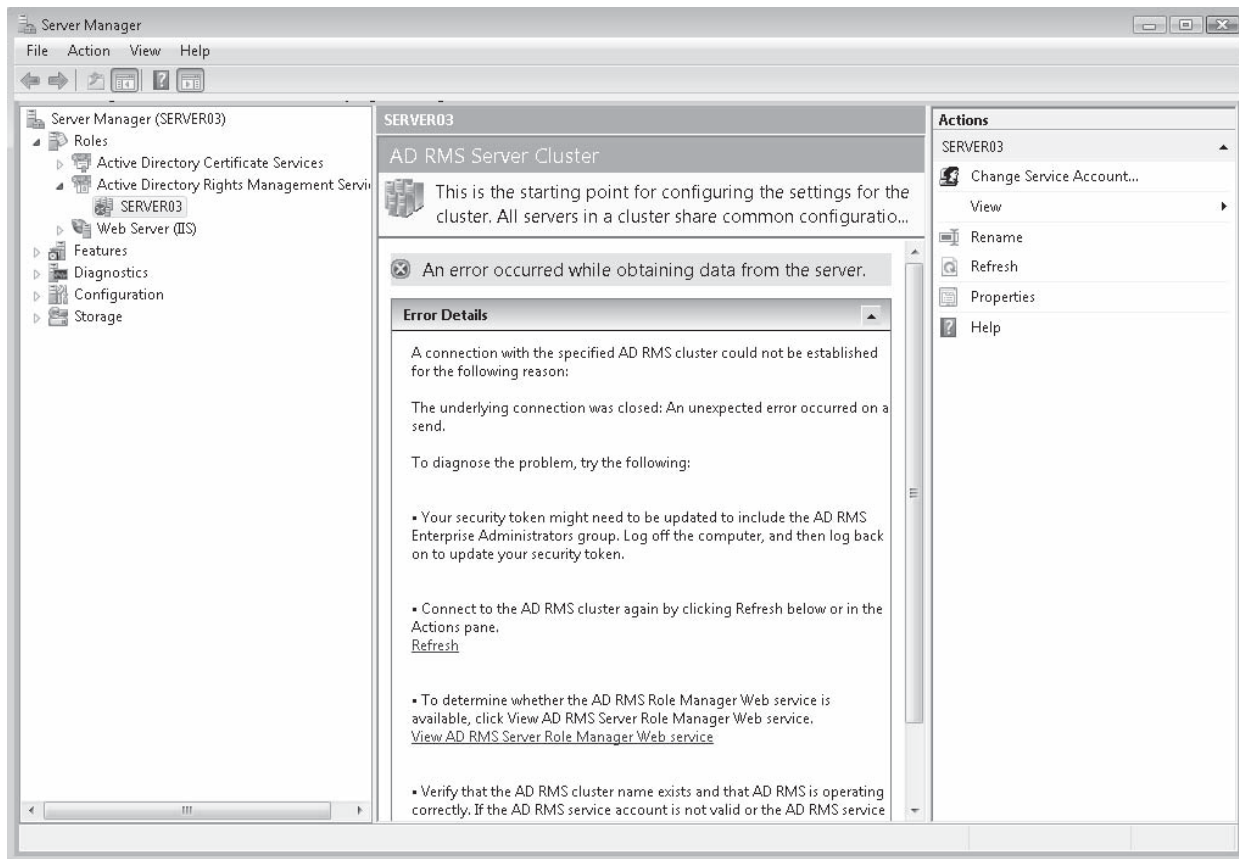 Server Manager
File Action View Help
Server Manager (SERVER03)
Roles
Active Directory Certificate Services
Active Directory Rights Management Servi
SERVER03
Web Server (IIS)
Features
Diagnostics
Configuration
Storage
SERVER03
AD RMS Server Cluster
This is the starting point for configuring the settings for the
cluster. All servers in a cluster share common configuratio...
An error occurred while obtaining data from the server.
Error Details
A connection with the specified AD RMS cluster could not be established
for the following reason:
The underlying connection was closed: An unexpected error occurred on a
send.
To diagnose the problem, try the following:
▪ Your security token might need to be updated to include the AD RMS
Enterprise Administrators group. Log off the computer, and then log back
on to update your security token.
▪ Connect to the AD RMS cluster again by clicking Refresh below or in the
Actions pane.
Refresh
▪ To determine whether the AD RMS Role Manager Web service is
available, click View AD RMS Server Role Manager Web service.
View AD RMS Server Role Manager Web service
▪ Verify that the AD RMS cluster name exists and that AD RMS is operating
correctly. If the AD RMS service account is not valid or the AD RMS service
Actions
SERVER03
Change Service Account...
View
Rename
Refresh
Properties
Help